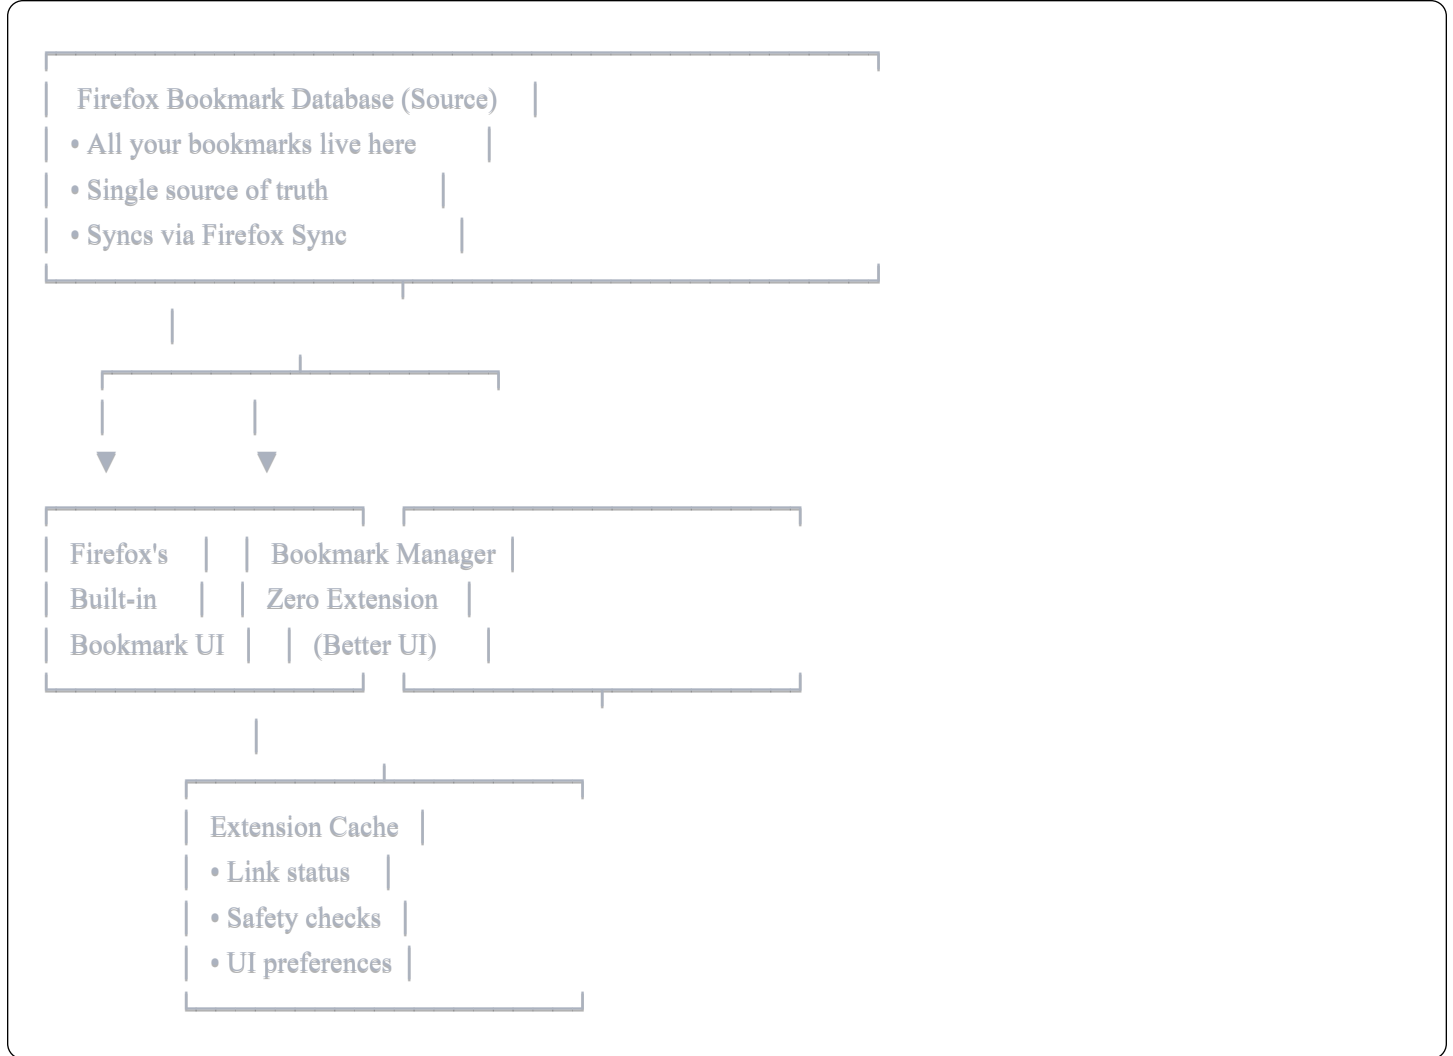 Firefox Bookmark Database (Source)
• All your bookmarks live here
• Single source of truth
• Syncs via Firefox Sync
▼ ▼
Firefox's Bookmark Manager
Built-in Zero Extension
Bookmark UI (Better UI)
Extension Cache
• Link status
• Safety checks
• UI preferences